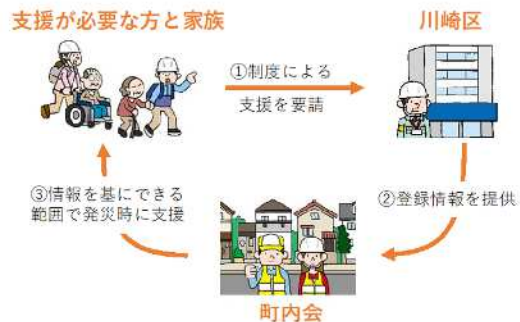 支援が必要な方と家族
川崎区
①制度による
支援を要請
③情報を基にできる
範囲で発災時に支援
②登録情報を提供
町内会